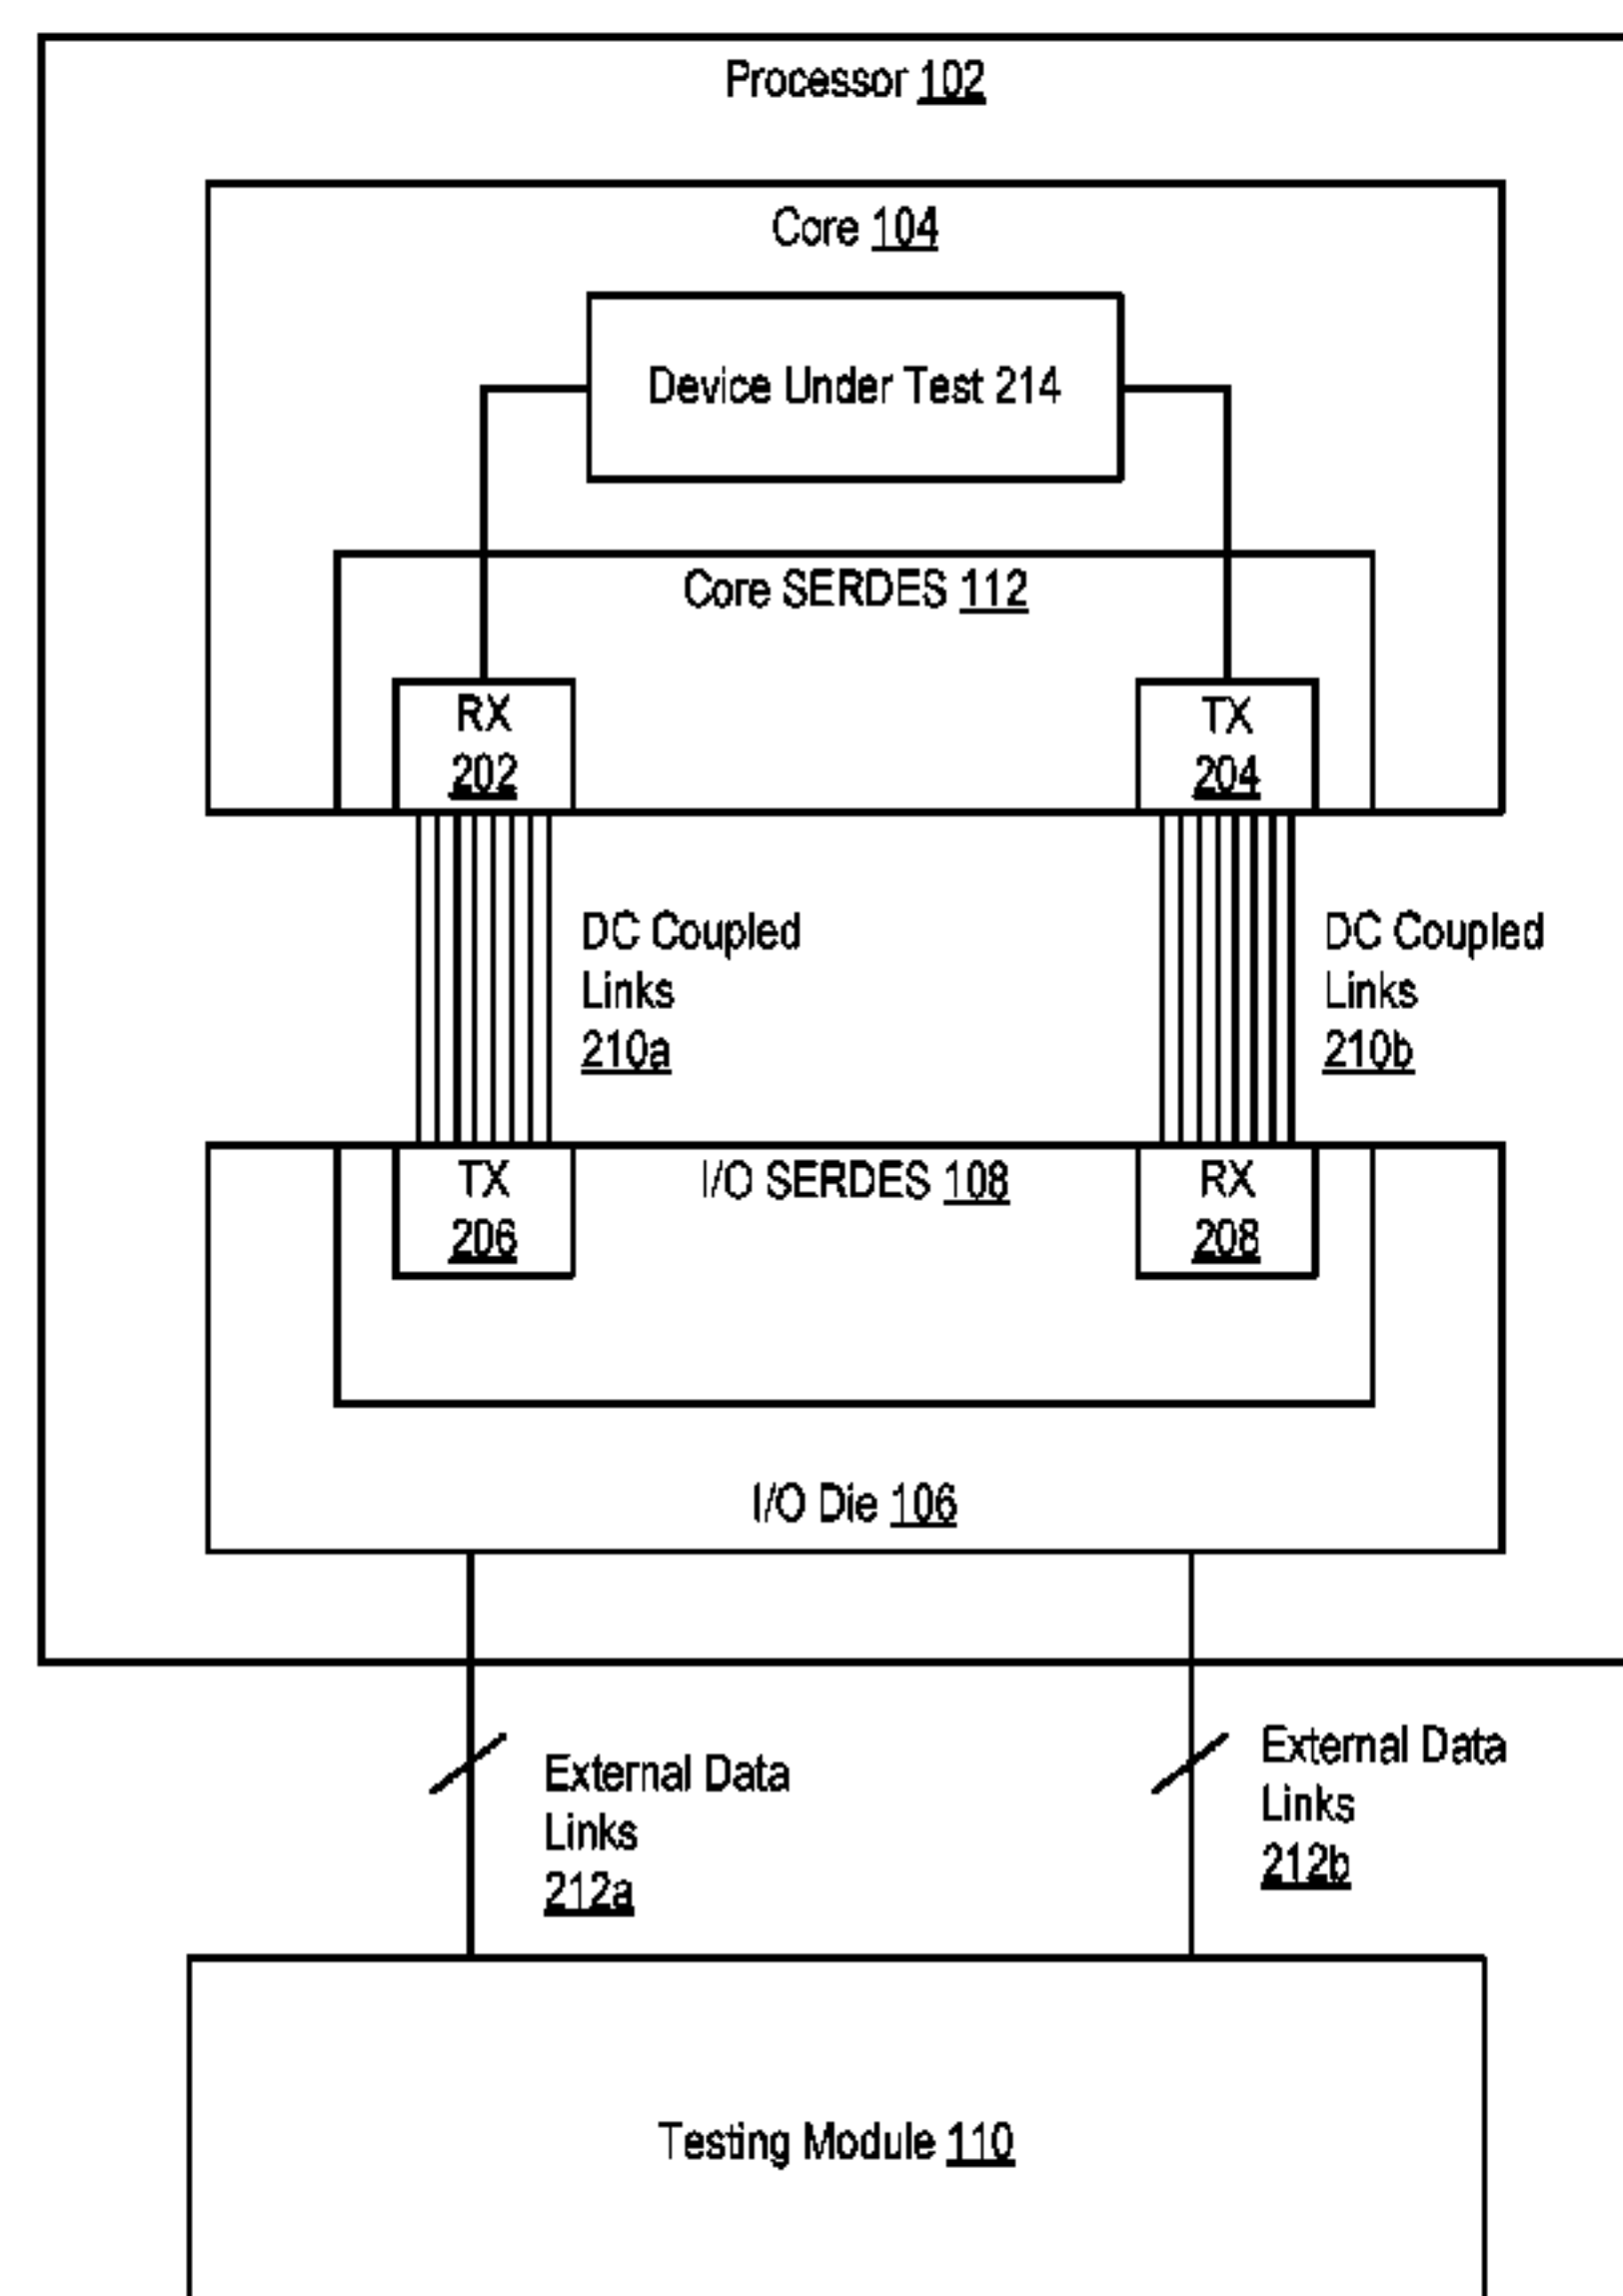 Processor 102
Core 104
Device Under Test 214
Core SERDES 112
RX
202
TX
204
DC Coupled
Links
210a
DC Coupled
Links
210b
TX
206
I/O SERDES 108
RX
208
I/O Die 106
External Data
Links
212a
External Data
Links
212b
Testing Module 110